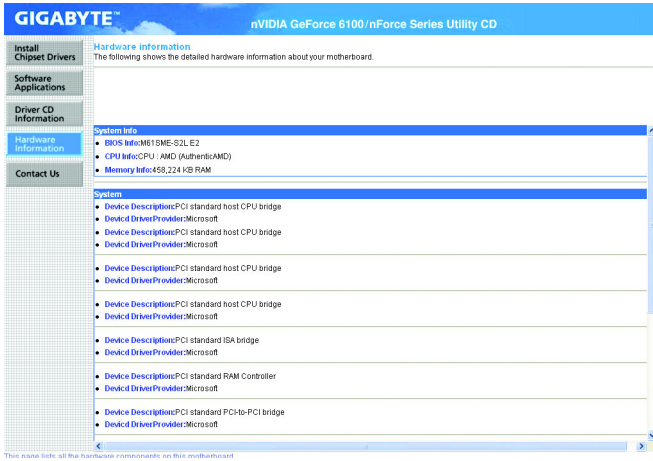 GIGABYTE™
nVIDIA GeForce 6100/nForce Series Utility CD
Install
Chipset Drivers
Software
Applications
Driver CD
Information
Hardware
Information
Contact Us
Hardware information
The following shows the detailed hardware information about your motherboard.
System Info
BIOS Info:M61SME-S2L E2
CPU Info:CPU : AMD (AuthenticAMD)
Memory Info:458,224 KB RAM
System
Device Description:PCI standard host CPU bridge
Devicd DriverProvider:Microsoft
Device Description:PCI standard host CPU bridge
Devicd DriverProvider:Microsoft
Device Description:PCI standard host CPU bridge
Devicd DriverProvider:Microsoft
Device Description:PCI standard host CPU bridge
Devicd DriverProvider:Microsoft
Device Description:PCI standard ISA bridge
Devicd DriverProvider:Microsoft
Device Description:PCI standard RAM Controller
Devicd DriverProvider:Microsoft
Device Description:PCI standard PCI-to-PCI bridge
Devicd DriverProvider:Microsoft
This page lists all the hardware components on this motherboard